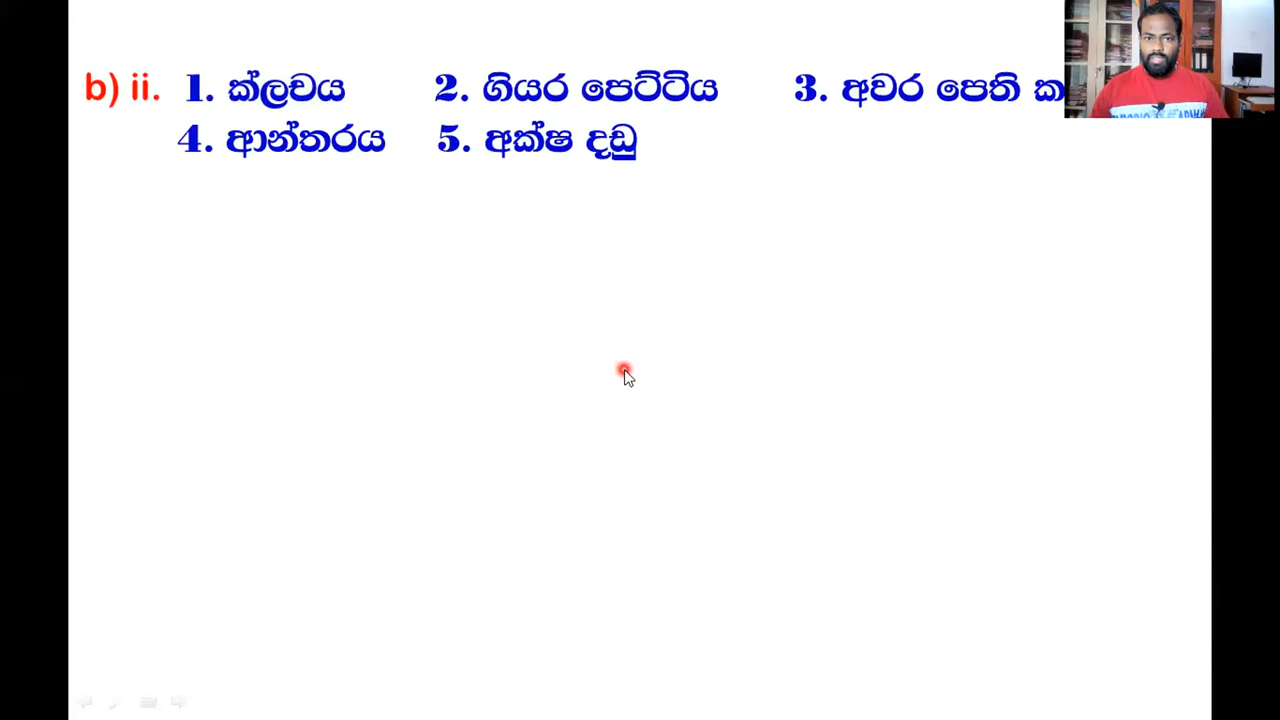 b) ii. 1. ක්ලචය 2. ගියර පෙට්ටිය 3. අවර පෙති
4. ආන්තරය 5. අක්ෂ දඬු